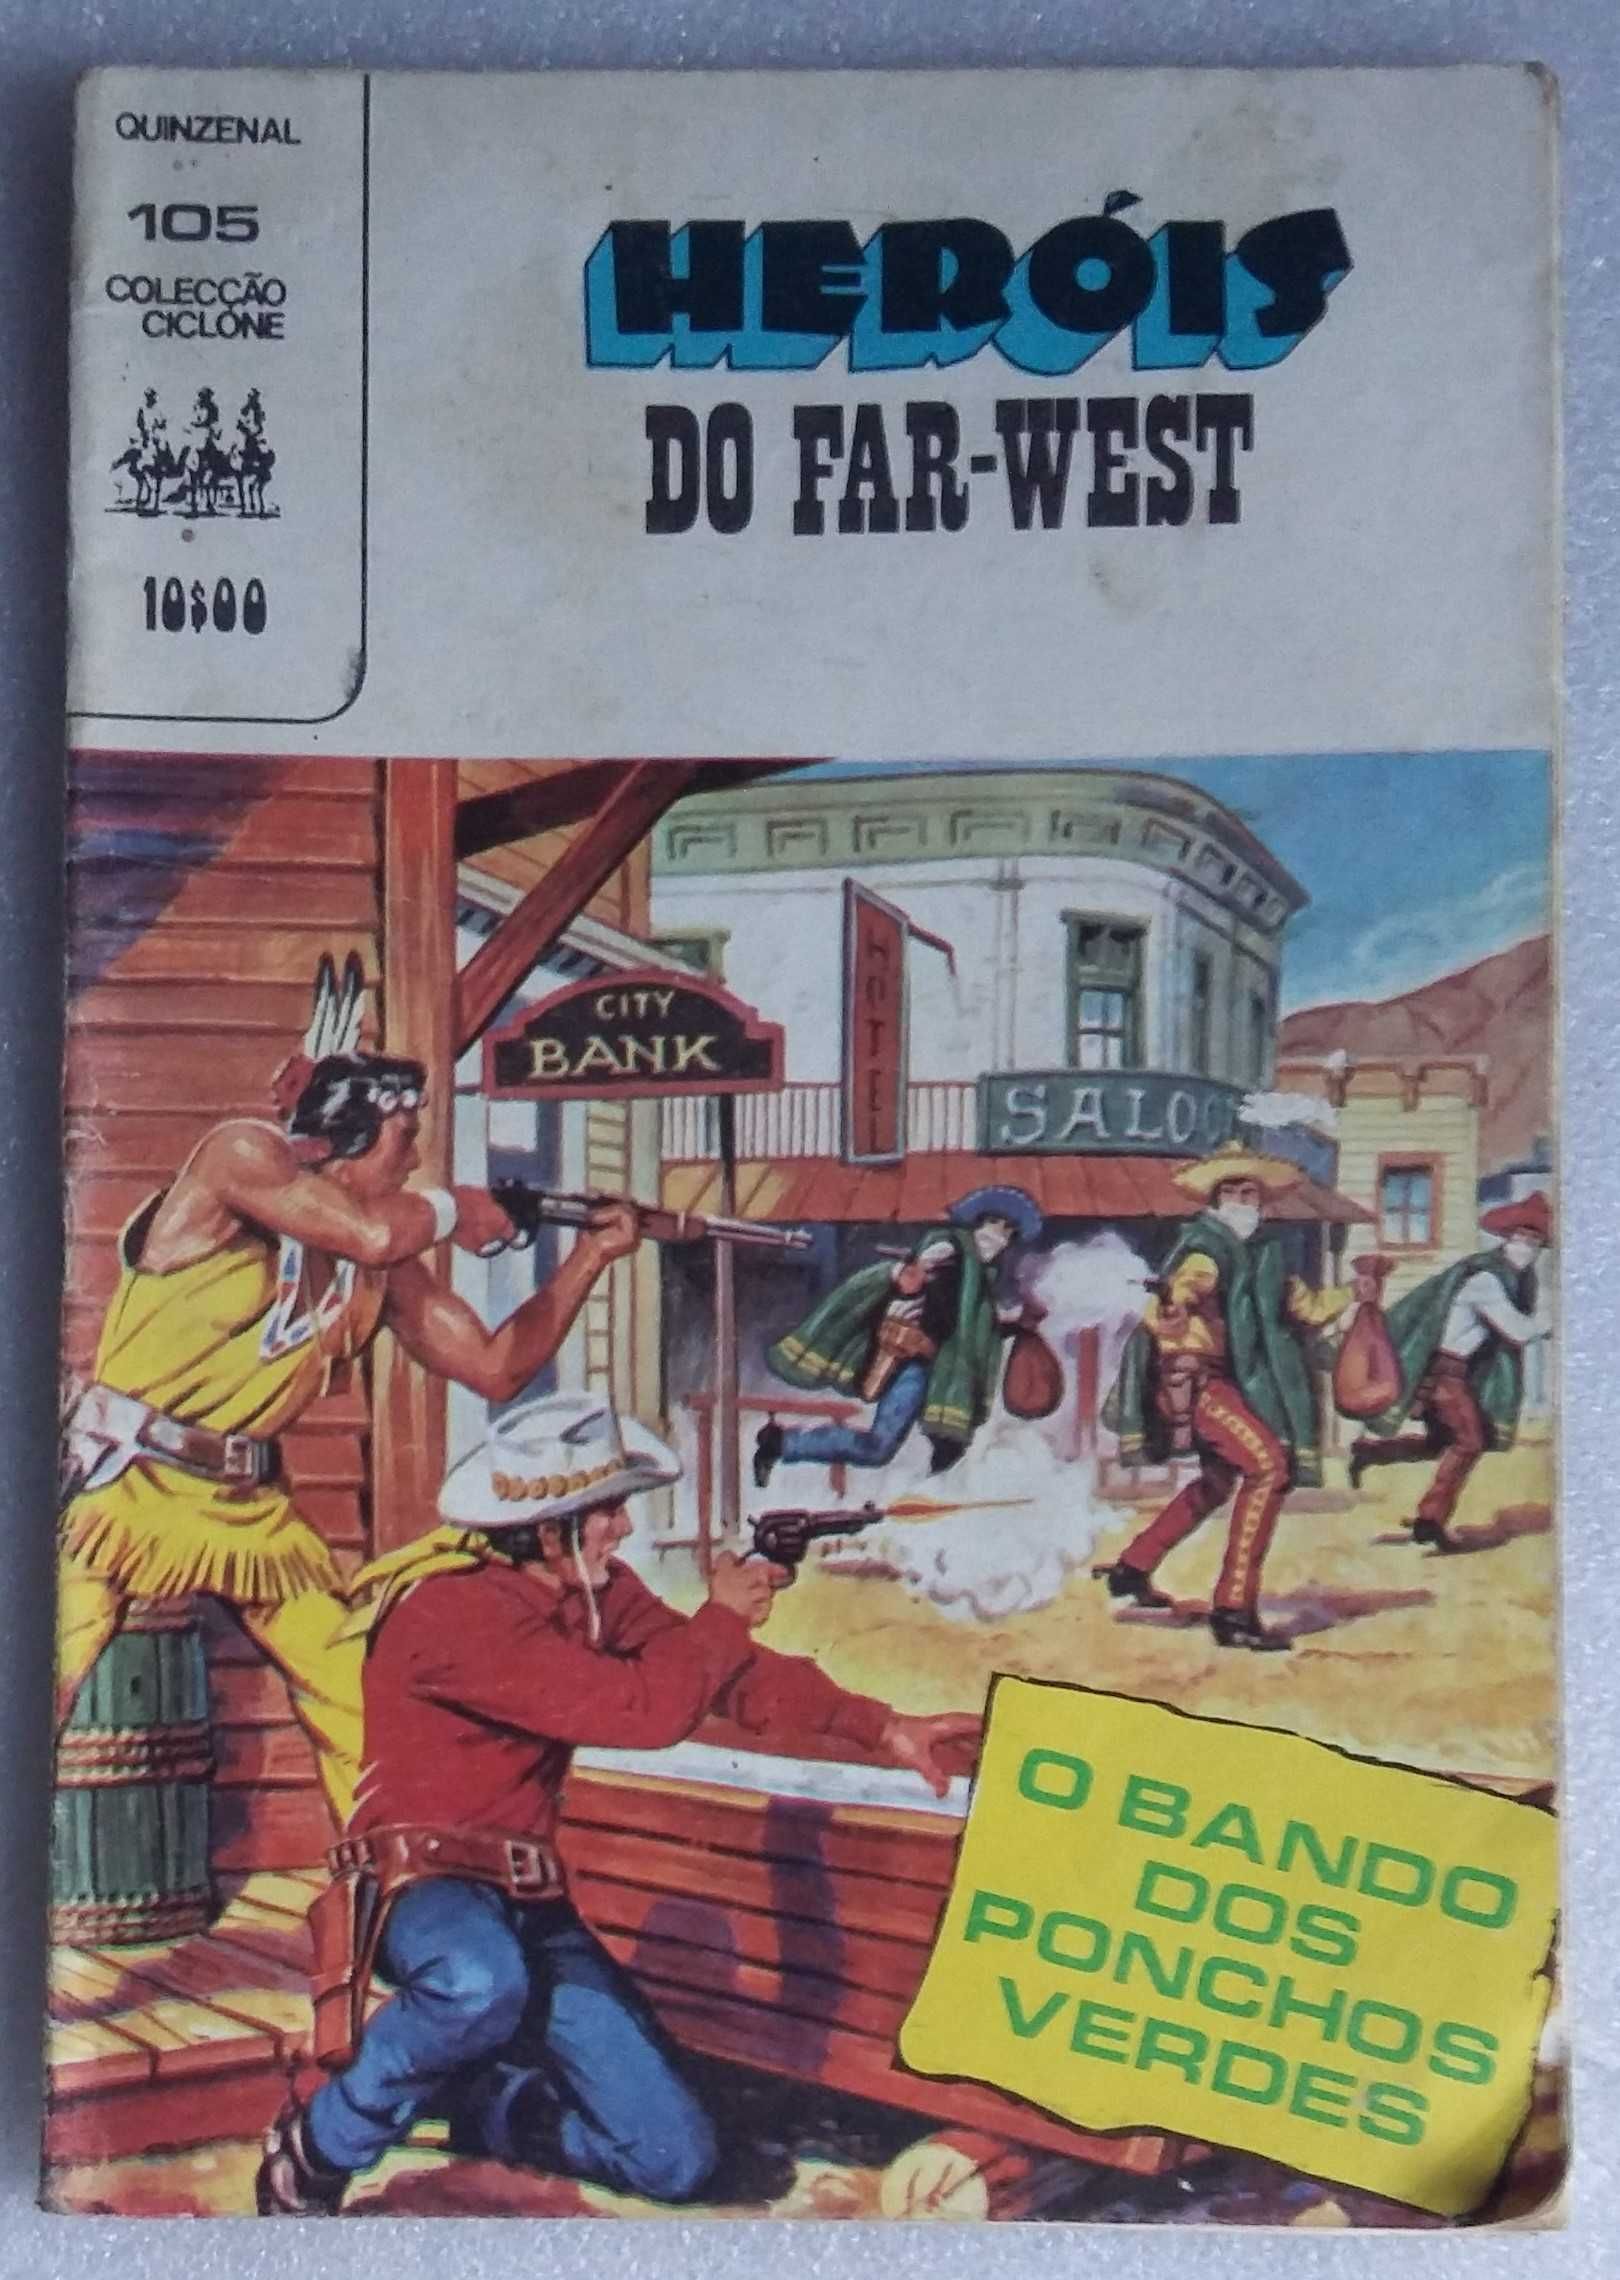 QUINZENAL
105
COLECÇÃO
CICLONE
10$00
HERÓIS
DO FAR-WEST
CITY
BANK
HOTEL
SALOO
O BANDO
DOS
PONCHOS
VERDES